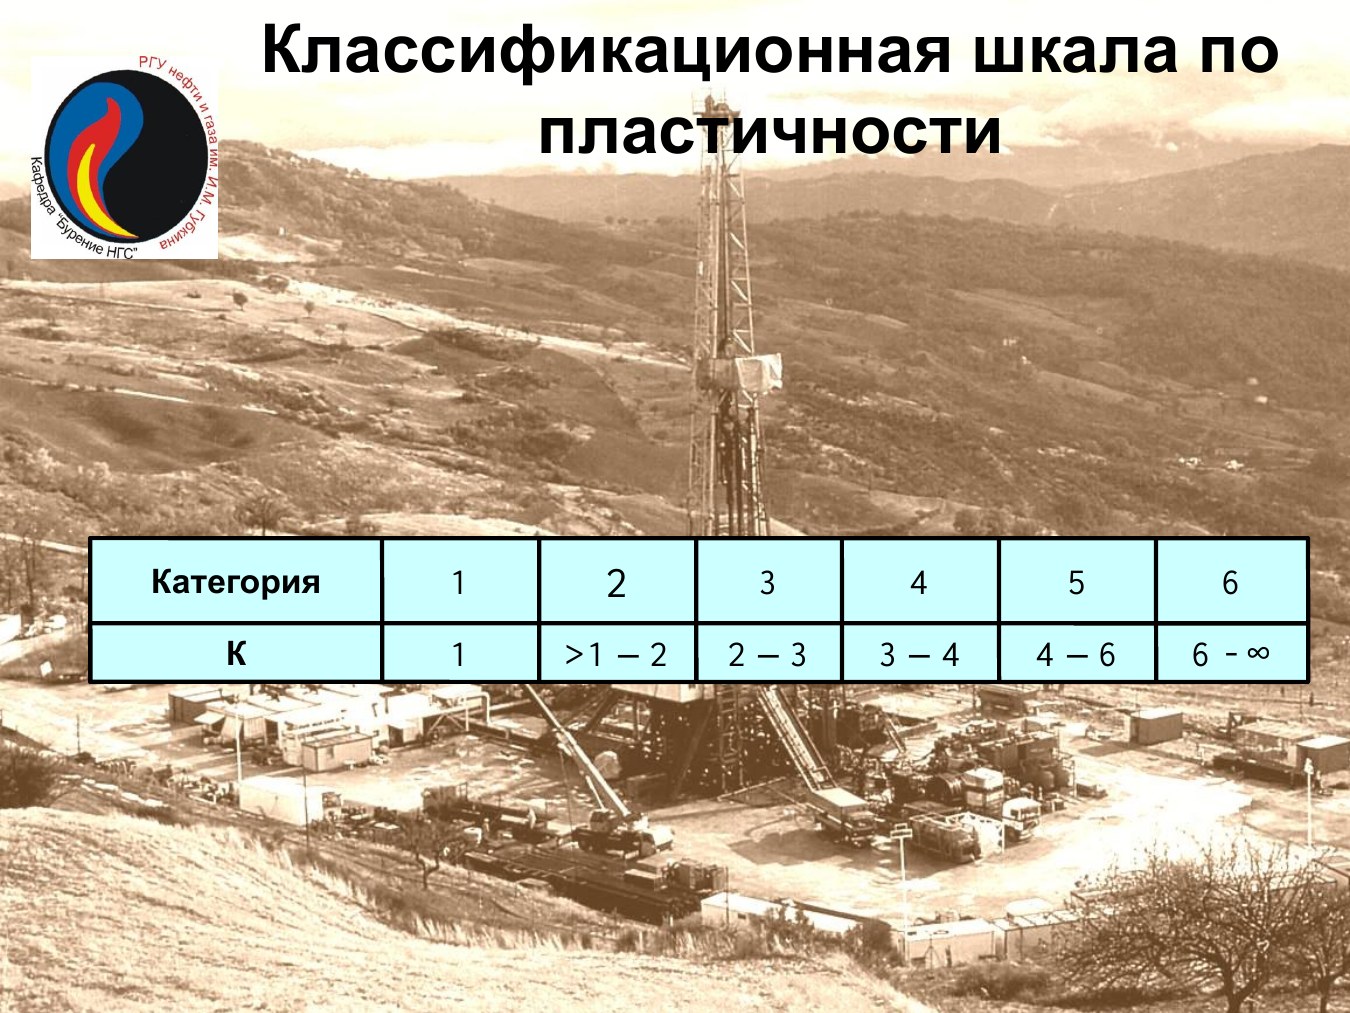 Классификационная шкала по
пластичности
РГУ нефти и газа им. И.М. Губкина
Кафедра "Бурение НГС"
Категория 1 2 3 4 5 6
К 1 >1 – 2 2 – 3 3 – 4 4 – 6 6 - ∞